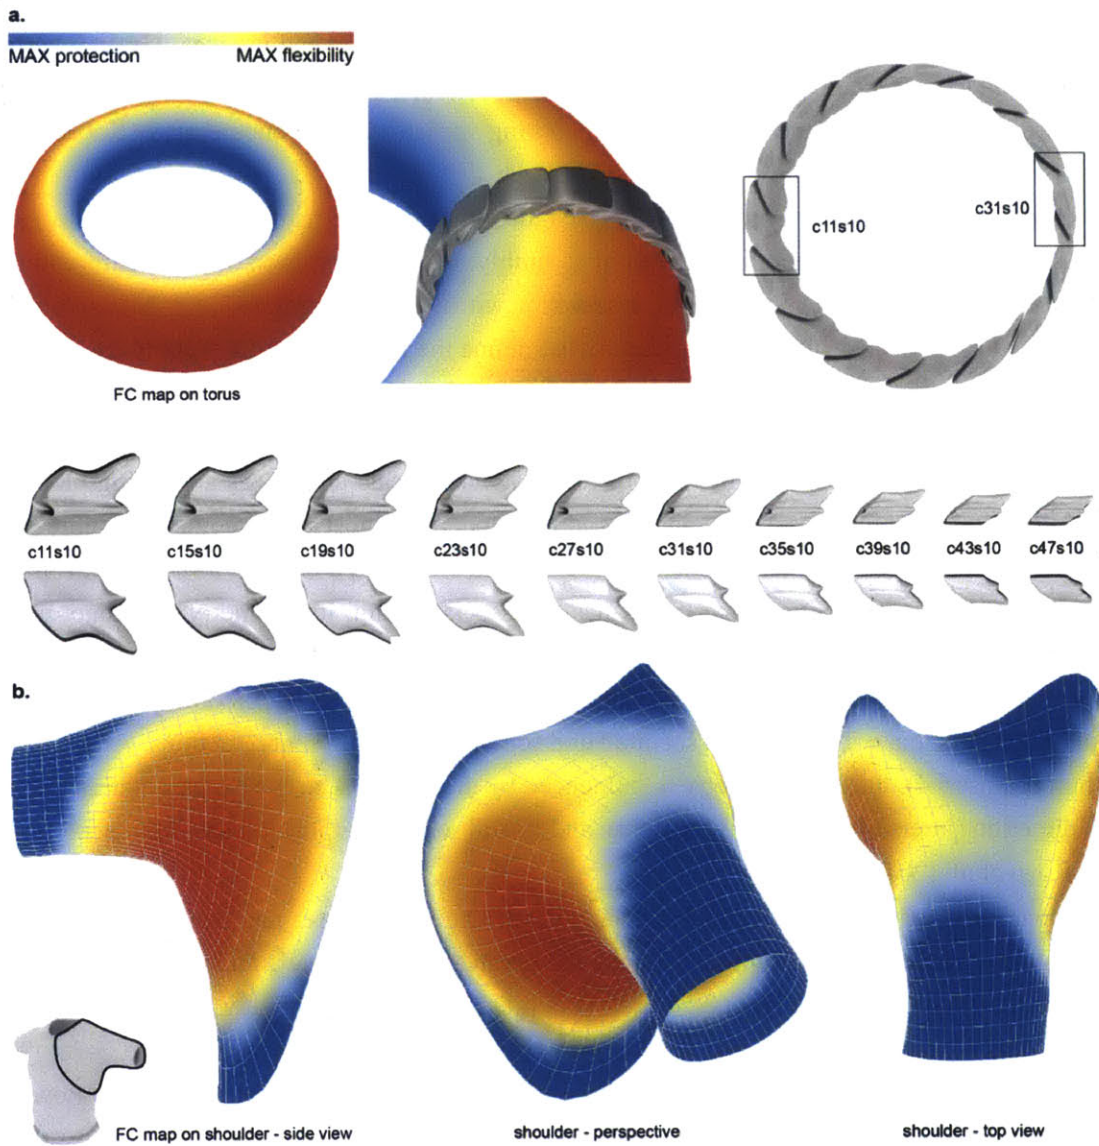 a.
MAX protection MAX flexibility
c11s10
c31s10
FC map on torus
c11s10 c15s10 c19s10 c23s10 c27s10 c31s10 c35s10 c39s10 c43s10 c47s10
b.
FC map on shoulder - side view
shoulder - perspective
shoulder - top view